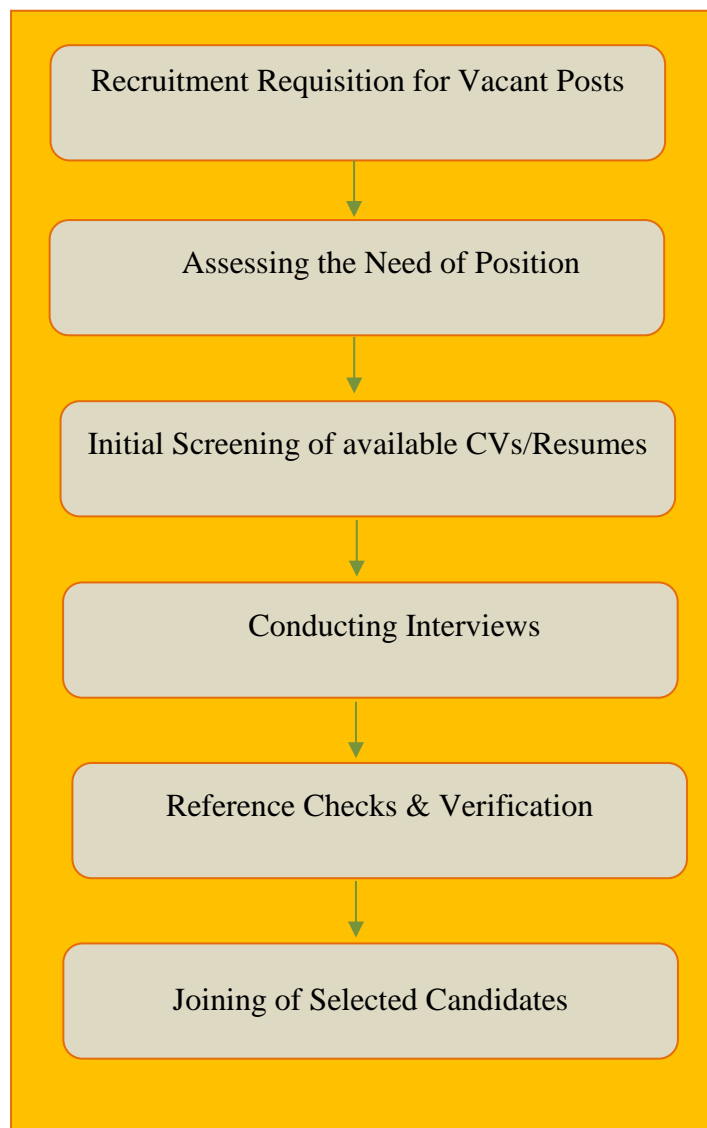 Recruitment Requisition for Vacant Posts
Assessing the Need of Position
Initial Screening of available CVs/Resumes
Conducting Interviews
Reference Checks & Verification
Joining of Selected Candidates